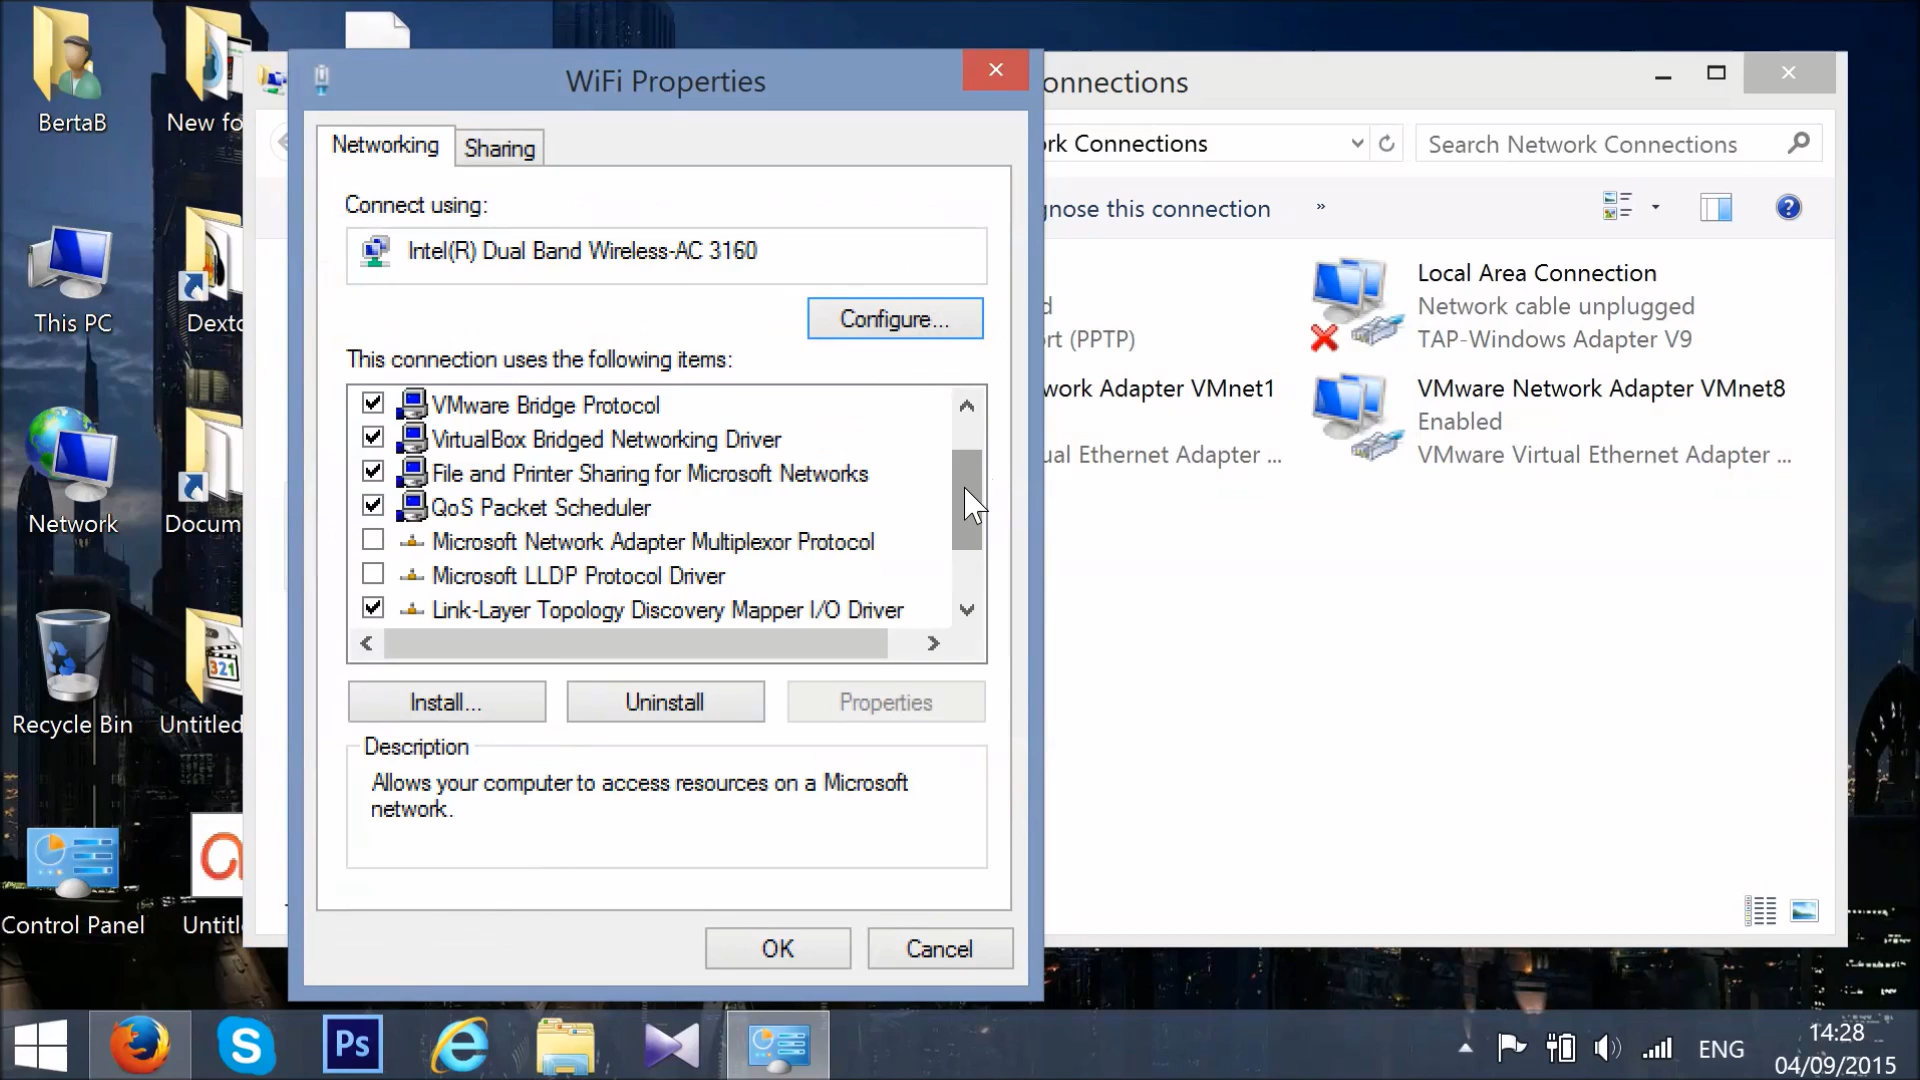 BertaB
New fo
This PC
Dexto
Network
Docum
Recycle Bin
Untitled
321
Control Panel
Untitl
WiFi Properties
Networking
Sharing
Connect using:
Intel(R) Dual Band Wireless-AC 3160
Configure...
This connection uses the following items:
VMware Bridge Protocol
VirtualBox Bridged Networking Driver
File and Printer Sharing for Microsoft Networks
QoS Packet Scheduler
Microsoft Network Adapter Multiplexor Protocol
Microsoft LLDP Protocol Driver
Link-Layer Topology Discovery Mapper I/O Driver
Install...
Uninstall
Properties
Description
Allows your computer to access resources on a Microsoft
network.
OK
Cancel
onnections
rk Connections
Search Network Connections
gnose this connection
»
d
rt (PPTP)
Local Area Connection
Network cable unplugged
TAP-Windows Adapter V9
work Adapter VMnet1
ual Ethernet Adapter ...
VMware Network Adapter VMnet8
Enabled
VMware Virtual Ethernet Adapter ...
Ps
ENG
14:28
04/09/2015